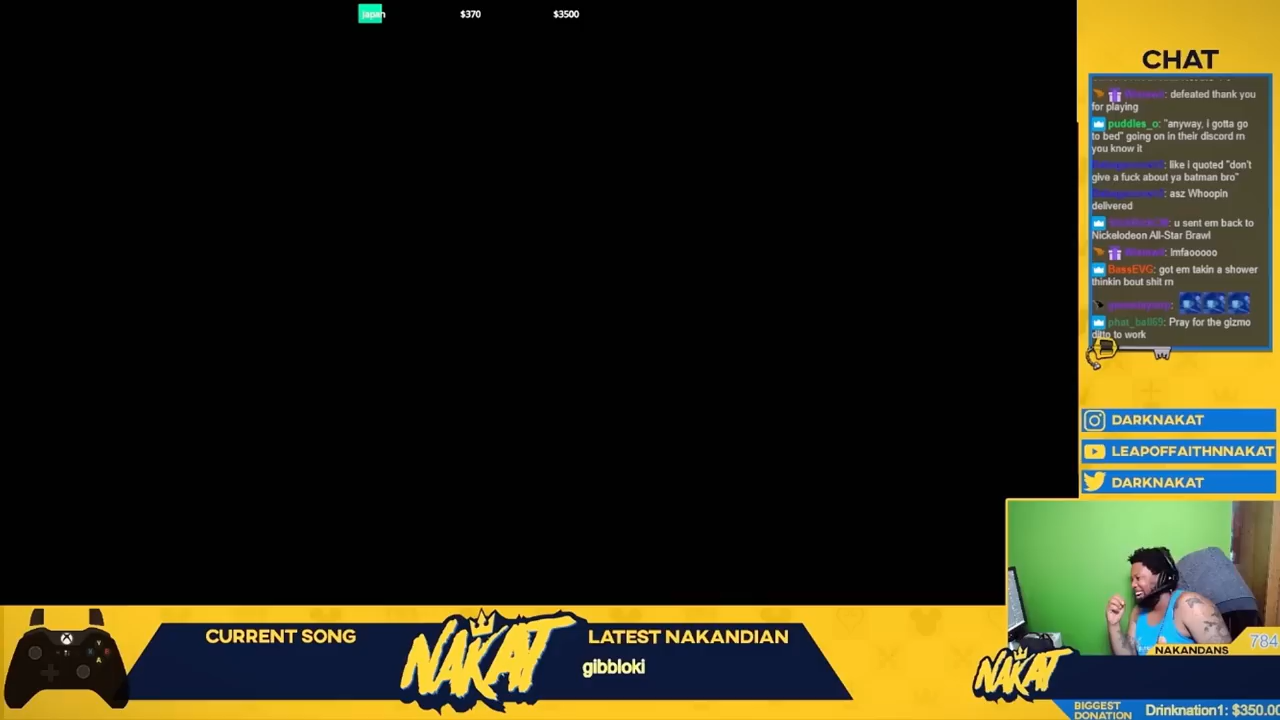 japan $370 $3500
CHAT
: defeated thank you
for playing
puddles_o: "anyway, i gotta go
to bed" going on in their discord rn
you know it
: like i quoted "don't
give a fuck about ya batman bro"
: asz Whoopin
delivered
: u sent em back to
Nickelodeon All-Star Brawl
: lmfaooooo
BassEVG: got em takin a shower
thinkin bout shit rn
phat_ball65: Pray for the gizmo
ditto to work
DARKNAKAT
LEAPOFFAITHNNAKAT
DARKNAKAT
784
NAKANDANS
CURRENT SONG
NAKAT
LATEST NAKANDIAN
gibbloki
NAKAT
BIGGEST
DONATION
Drinknation1: $350.00